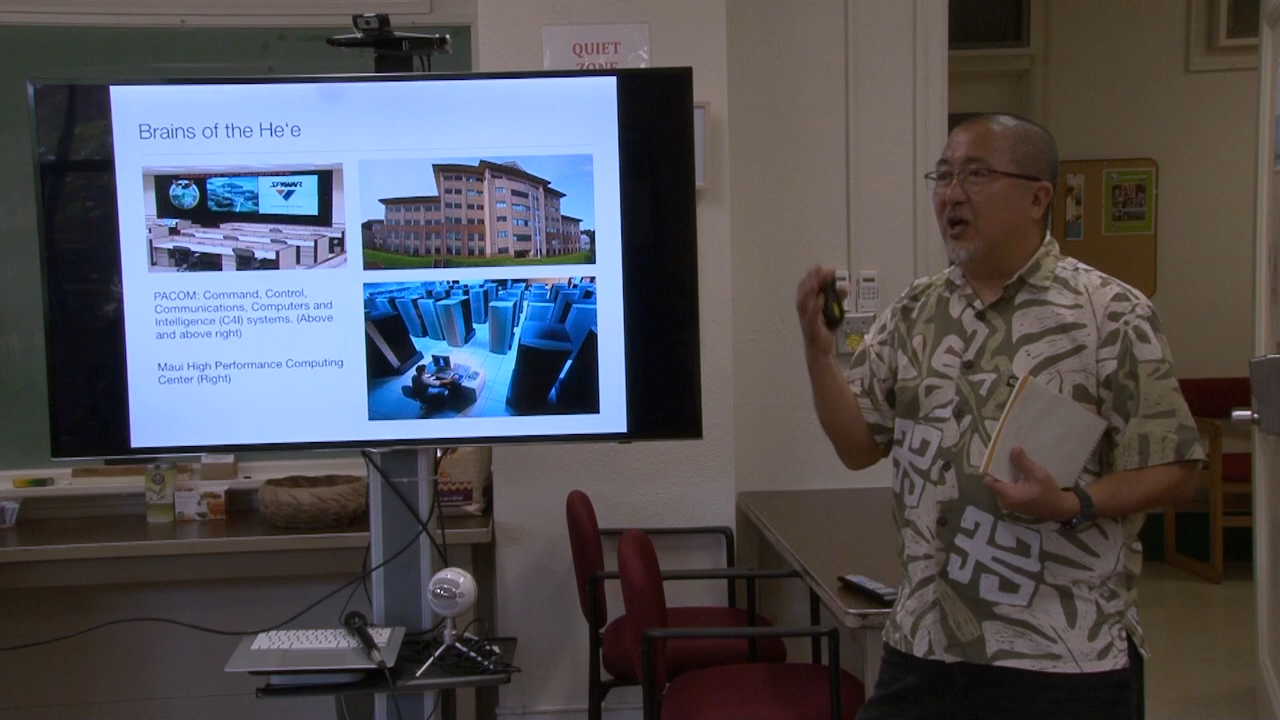 QUIET
ZONE
Brains of the He‘e
SPAWAR
PACOM: Command, Control,
Communications, Computers and
Intelligence (C4I) systems. (Above
and above right)
Maui High Performance Computing
Center (Right)